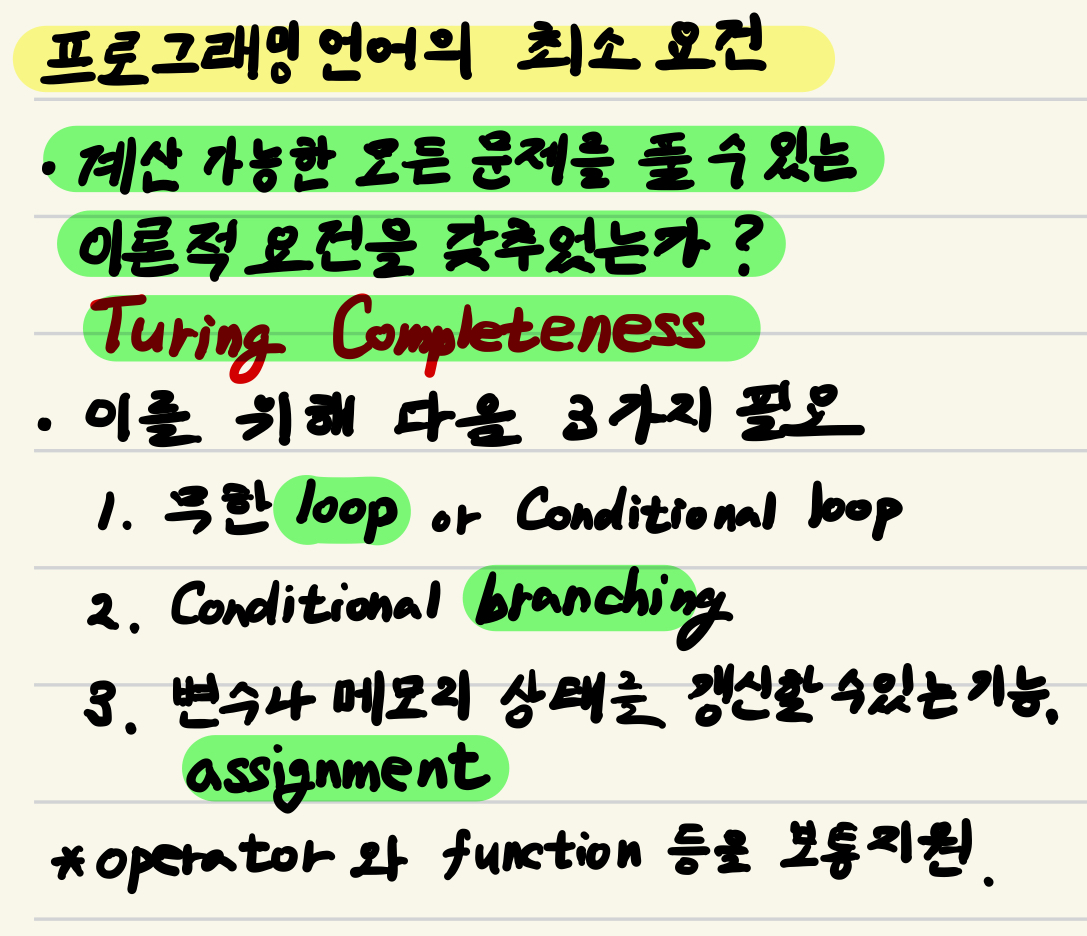 프로그래밍 언어의 최소 요건
· 계산 가능한 모든 문제를 풀 수 있는
이론적 요건을 갖추었는가 ?
Turing Completeness
· 이를 위해 다음 3가지 필요
1. 무한 loop or Conditional loop
2. Conditional branching
3. 변수나 메모리 상태를 갱신할 수 있는 기능.
assignment
* operator 와 function 등을 보통 지원.